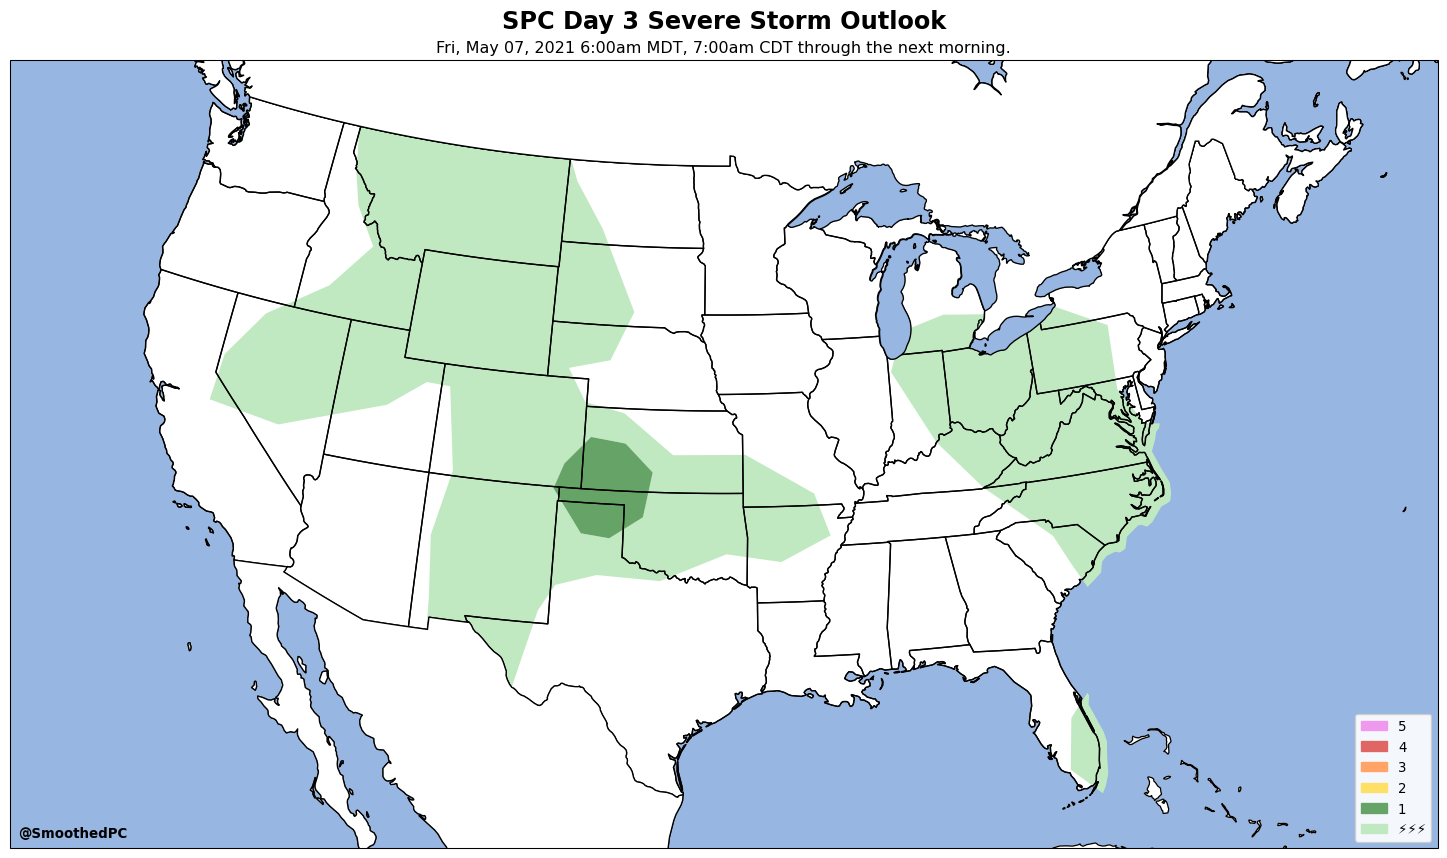 SPC Day 3 Severe Storm Outlook
Fri, May 07, 2021 6:00am MDT, 7:00am CDT through the next morning.
5
4
3
2
1
⚡⚡⚡
@SmoothedPC